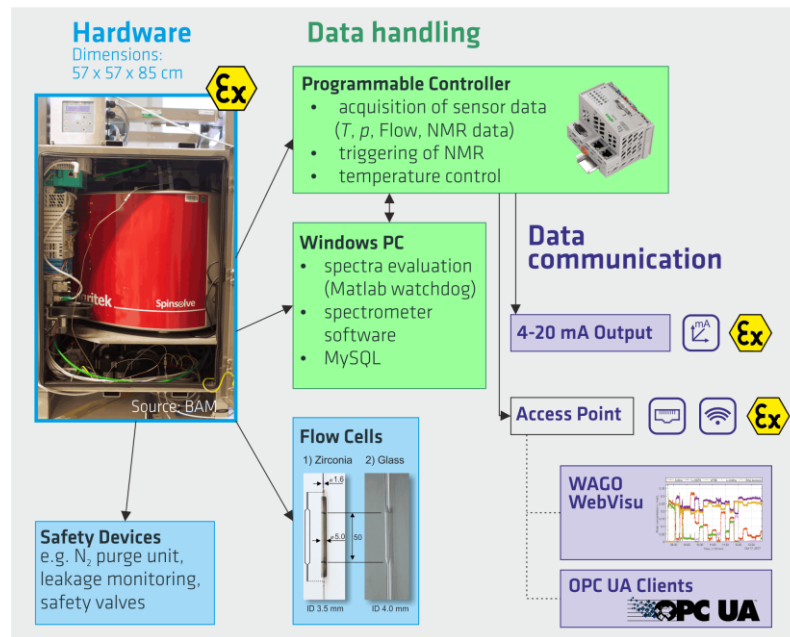 Hardware
Dimensions:
57 x 57 x 85 cm
Ex
Data handling
Programmable Controller
• acquisition of sensor data
(T, p, Flow, NMR data)
• triggering of NMR
• temperature control
Windows PC
• spectra evaluation
(Matlab watchdog)
• spectrometer
software
• MySQL
Data
communication
4-20 mA Output
mA
Ex
Access Point
Ex
WAGO
WebVisu
OPC UA Clients
OPC UA
Spinsolve
Source: BAM
Flow Cells
1) Zirconia
2) Glass
⌀1.6
⌀5.0
50
ID 3.5 mm
ID 4.0 mm
Safety Devices
e.g. N₂ purge unit,
leakage monitoring,
safety valves